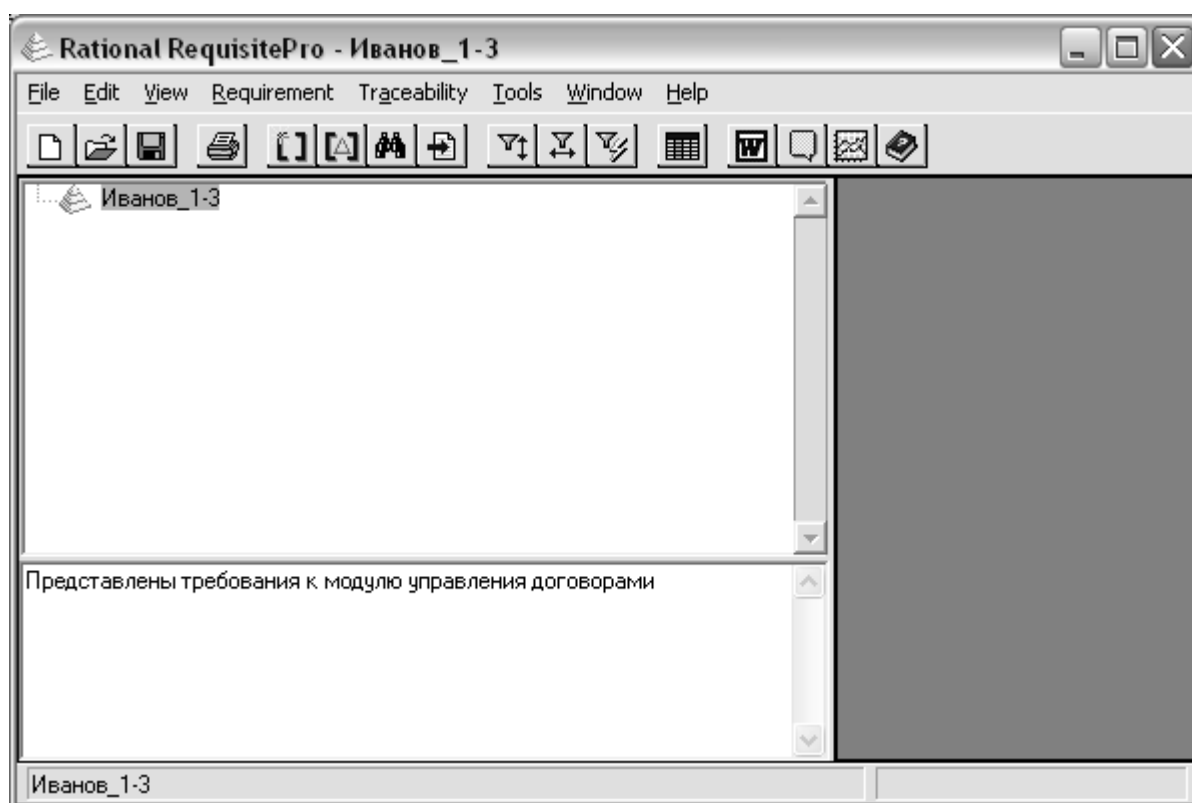 Rational RequisitePro - Иванов_1-3
File Edit View Requirement Traceability Tools Window Help
Иванов_1-3
Представлены требования к модулю управления договорами
Иванов_1-3